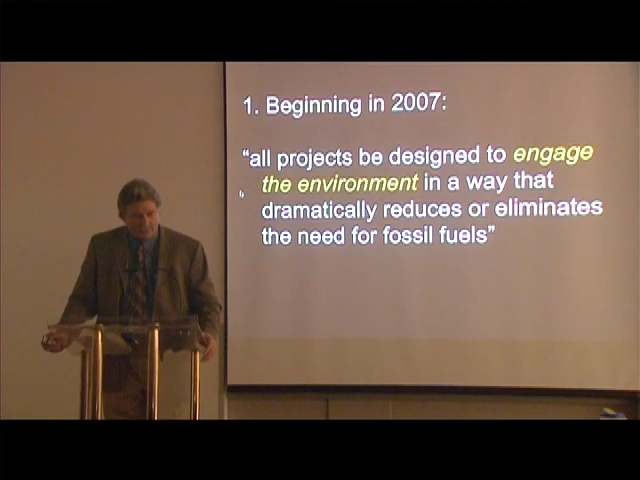 1. Beginning in 2007:
“all projects be designed to engage
the environment in a way that
dramatically reduces or eliminates
the need for fossil fuels”